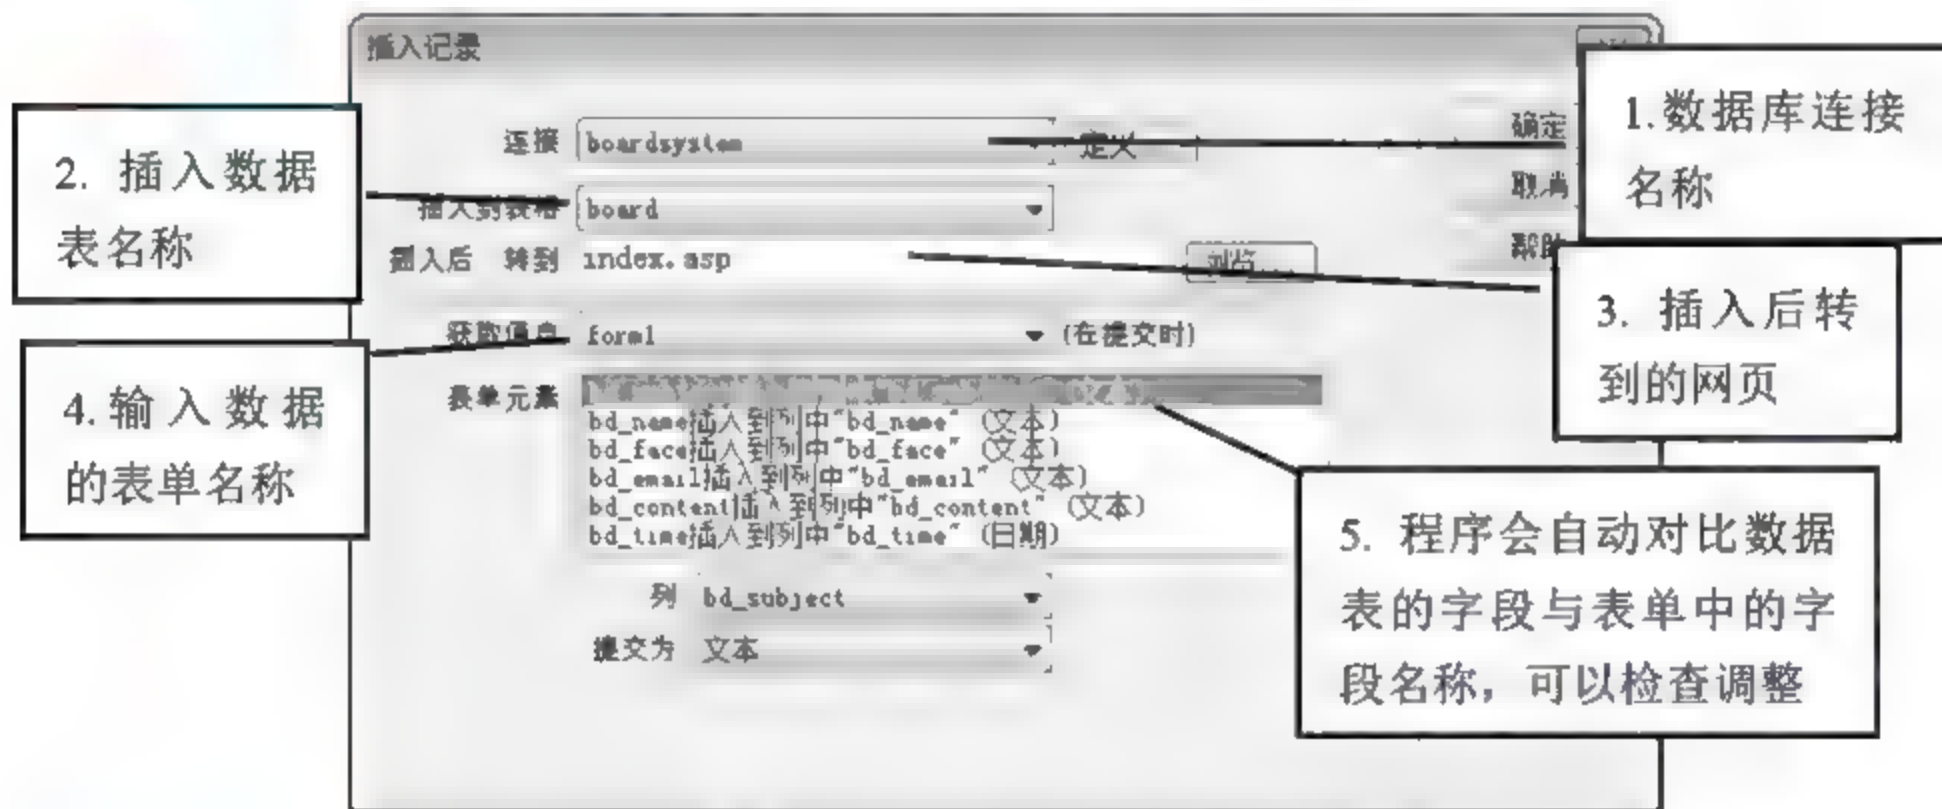 插入记录
连接 boardsystem 定义
确定
1.数据库连接
名称
2. 插入数据
表名称
插入到表格 board
取消
插入后 转到 index.asp 浏览...
帮助
3. 插入后转
到的网页
获取值自 form1 (在提交时)
4.输入数据
的表单名称
表单元素
bd_name插入到列中"bd_name" (文本)
bd_face插入到列中"bd_face" (文本)
bd_email插入到列中"bd_email" (文本)
bd_content插入到列中"bd_content" (文本)
bd_time插入到列中"bd_time" (日期)
5. 程序会自动对比数据
表的字段与表单中的字
段名称，可以检查调整
列 bd_subject
提交为 文本